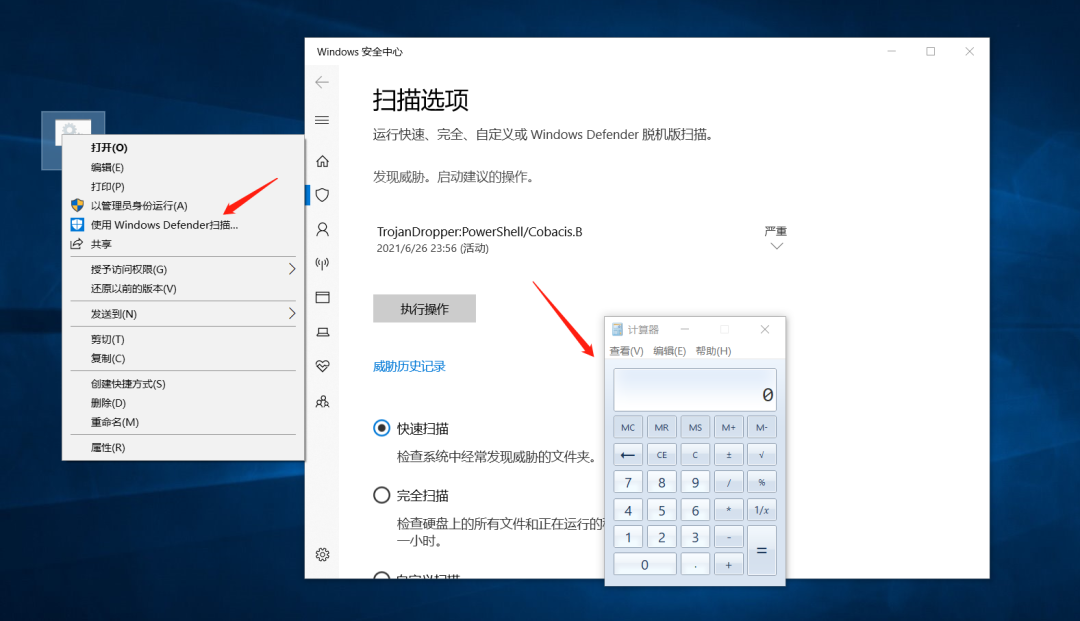 打开(O)
编辑(E)
打印(P)
以管理员身份运行(A)
使用 Windows Defender扫描...
共享
授予访问权限(G)
还原以前的版本(V)
发送到(N)
剪切(T)
复制(C)
创建快捷方式(S)
删除(D)
重命名(M)
属性(R)
Windows 安全中心
扫描选项
运行快速、完全、自定义或 Windows Defender 脱机版扫描。
发现威胁。启动建议的操作。
TrojanDropper:PowerShell/Cobacis.B
严重
2021/6/26 23:56 (活动)
执行操作
威胁历史记录
快速扫描
检查系统中经常发现威胁的文件夹。
完全扫描
检查硬盘上的所有文件和正在运行的
一小时。
自定义扫描
计算器
查看(V) 编辑(E) 帮助(H)
0
MC MR MS M+ M-
← CE C ± √
7 8 9 / %
4 5 6 * 1/x
1 2 3 - =
0 . +